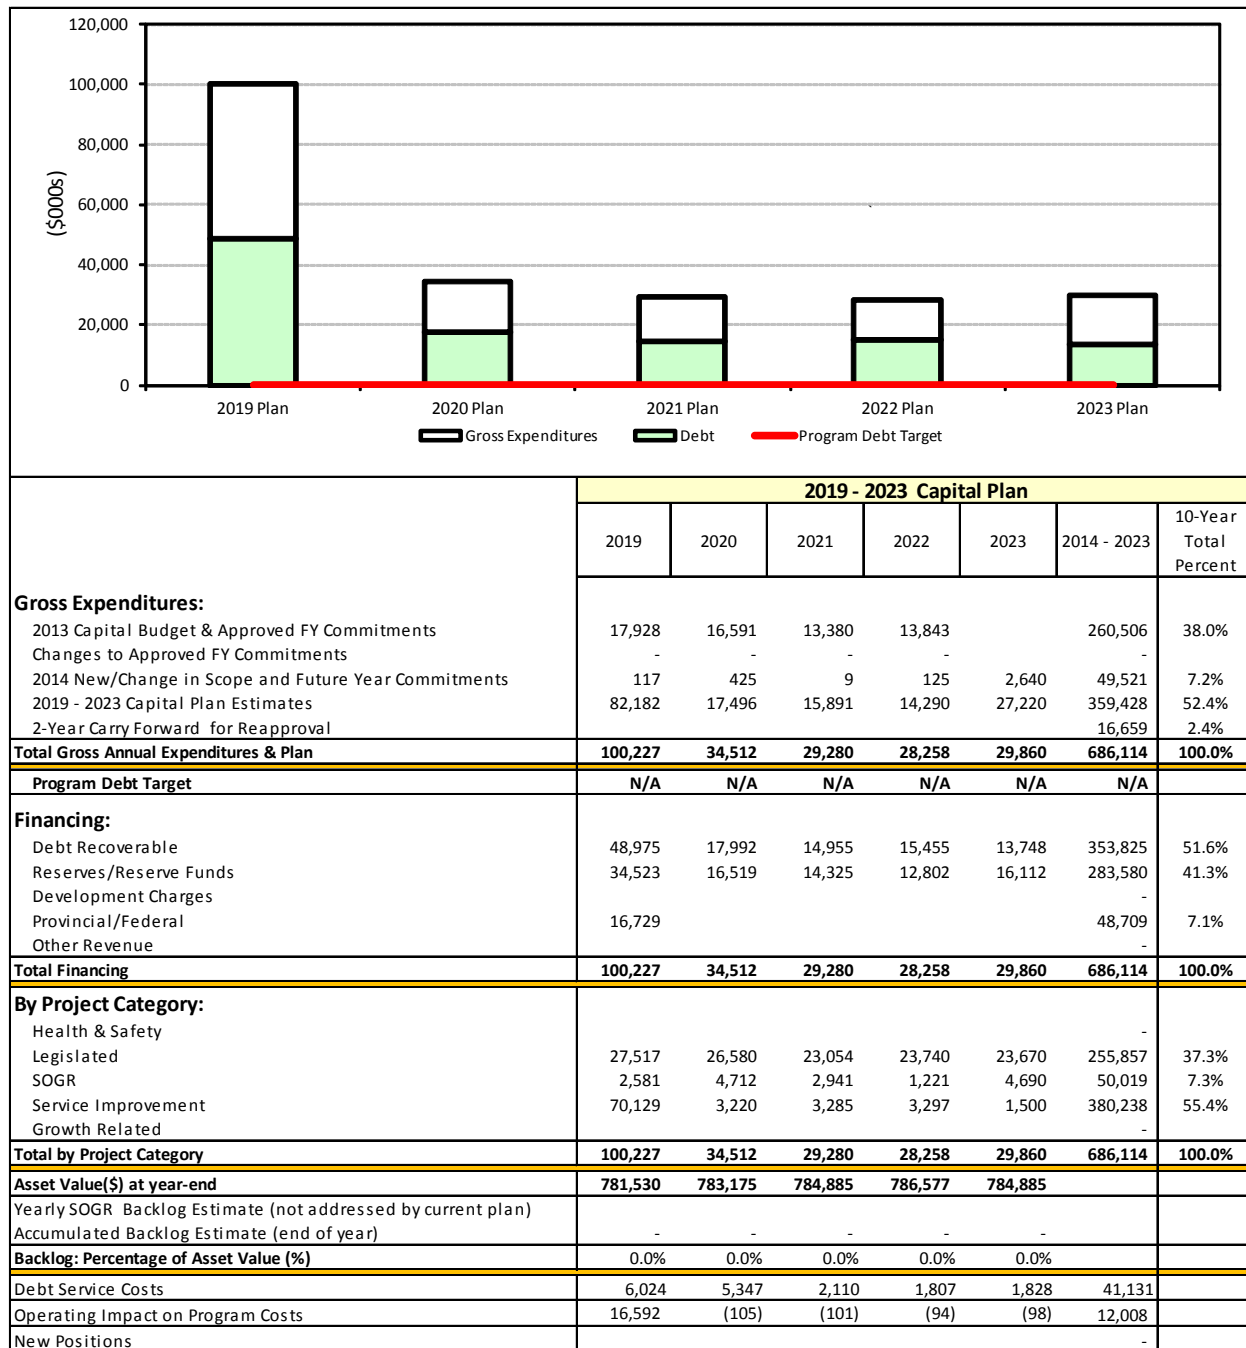 120,000
100,000
80,000
60,000
40,000
20,000
0
($000s)
2019 Plan 2020 Plan 2021 Plan 2022 Plan 2023 Plan
Gross Expenditures Debt Program Debt Target
2019 - 2023 Capital Plan
2019 2020 2021 2022 2023 2014 - 2023 10-Year Total Percent
Gross Expenditures:
2013 Capital Budget & Approved FY Commitments 17,928 16,591 13,380 13,843 260,506 38.0%
Changes to Approved FY Commitments - - - - -
2014 New/Change in Scope and Future Year Commitments 117 425 9 125 2,640 49,521 7.2%
2019 - 2023 Capital Plan Estimates 82,182 17,496 15,891 14,290 27,220 359,428 52.4%
2-Year Carry Forward for Reapproval 16,659 2.4%
Total Gross Annual Expenditures & Plan 100,227 34,512 29,280 28,258 29,860 686,114 100.0%
Program Debt Target N/A N/A N/A N/A N/A N/A
Financing:
Debt Recoverable 48,975 17,992 14,955 15,455 13,748 353,825 51.6%
Reserves/Reserve Funds 34,523 16,519 14,325 12,802 16,112 283,580 41.3%
Development Charges -
Provincial/Federal 16,729 48,709 7.1%
Other Revenue -
Total Financing 100,227 34,512 29,280 28,258 29,860 686,114 100.0%
By Project Category:
Health & Safety -
Legislated 27,517 26,580 23,054 23,740 23,670 255,857 37.3%
SOGR 2,581 4,712 2,941 1,221 4,690 50,019 7.3%
Service Improvement 70,129 3,220 3,285 3,297 1,500 380,238 55.4%
Growth Related -
Total by Project Category 100,227 34,512 29,280 28,258 29,860 686,114 100.0%
Asset Value($) at year-end 781,530 783,175 784,885 786,577 784,885
Yearly SOGR Backlog Estimate (not addressed by current plan)
Accumulated Backlog Estimate (end of year) - - - - -
Backlog: Percentage of Asset Value (%) 0.0% 0.0% 0.0% 0.0% 0.0%
Debt Service Costs 6,024 5,347 2,110 1,807 1,828 41,131
Operating Impact on Program Costs 16,592 (105) (101) (94) (98) 12,008
New Positions -